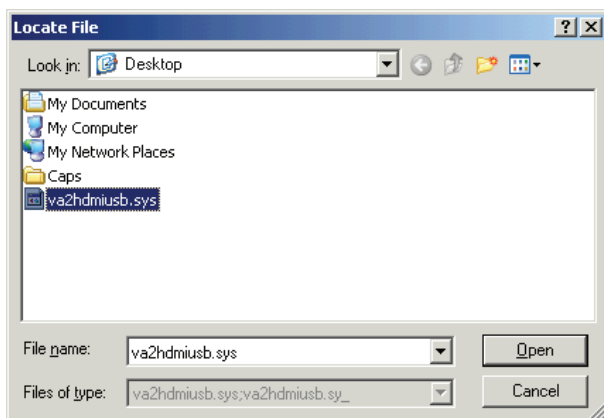 Locate File
Look in: Desktop
My Documents
My Computer
My Network Places
Caps
va2hdmiusb.sys
File name: va2hdmiusb.sys Open
Files of type: va2hdmiusb.sys;va2hdmiusb.sy_ Cancel